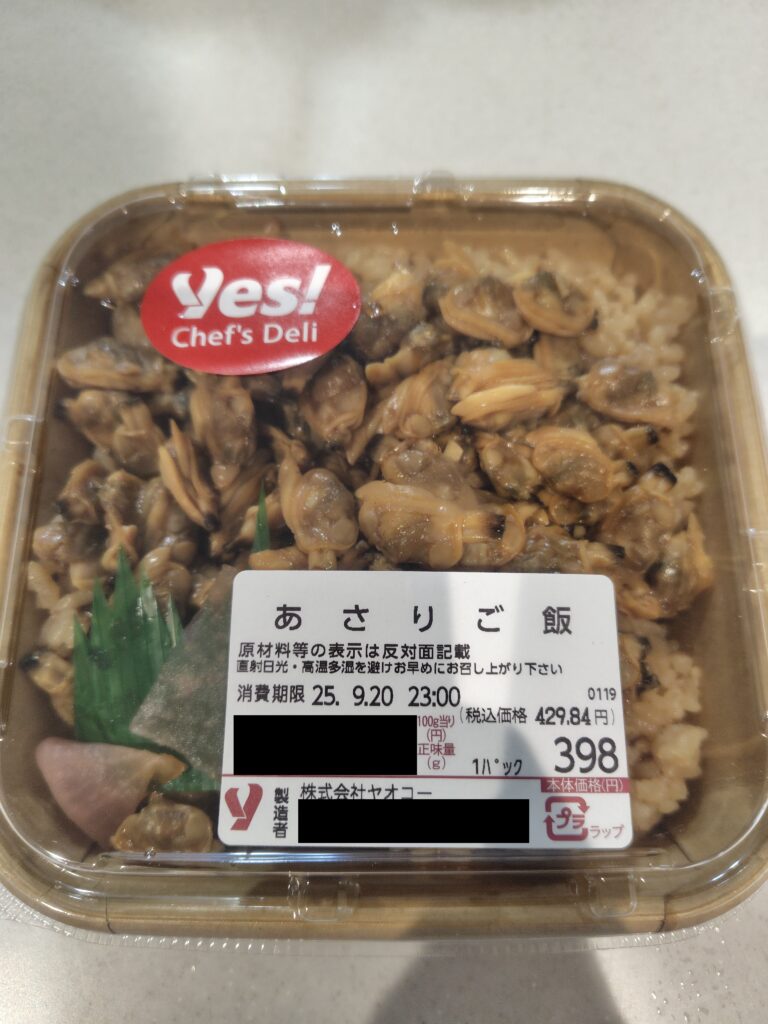 Yes!
Chef's Deli
あさりご飯
原材料等の表示は反対面記載
直射日光・高温多湿を避けお早めにお召し上がり下さい
消費期限 25. 9.20 23:00
0119
100g当り(円)
(税込価格 429.84円)
正味量(g)
1パック
398
本体価格(円)
製造者
株式会社ヤオコー
プラ
ラップ